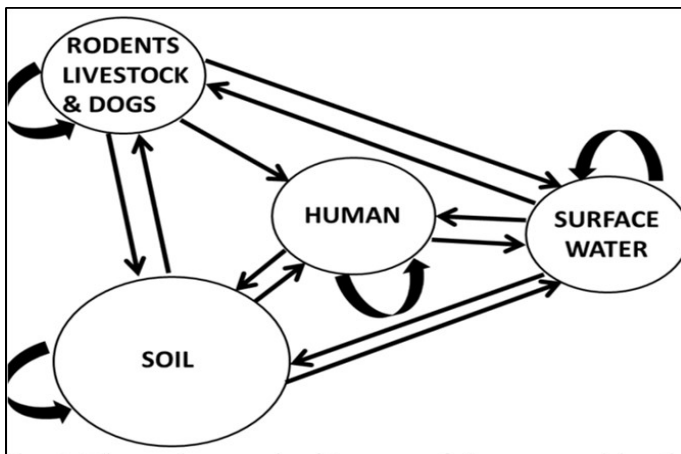 RODENTS
LIVESTOCK
& DOGS
HUMAN
SURFACE
WATER
SOIL